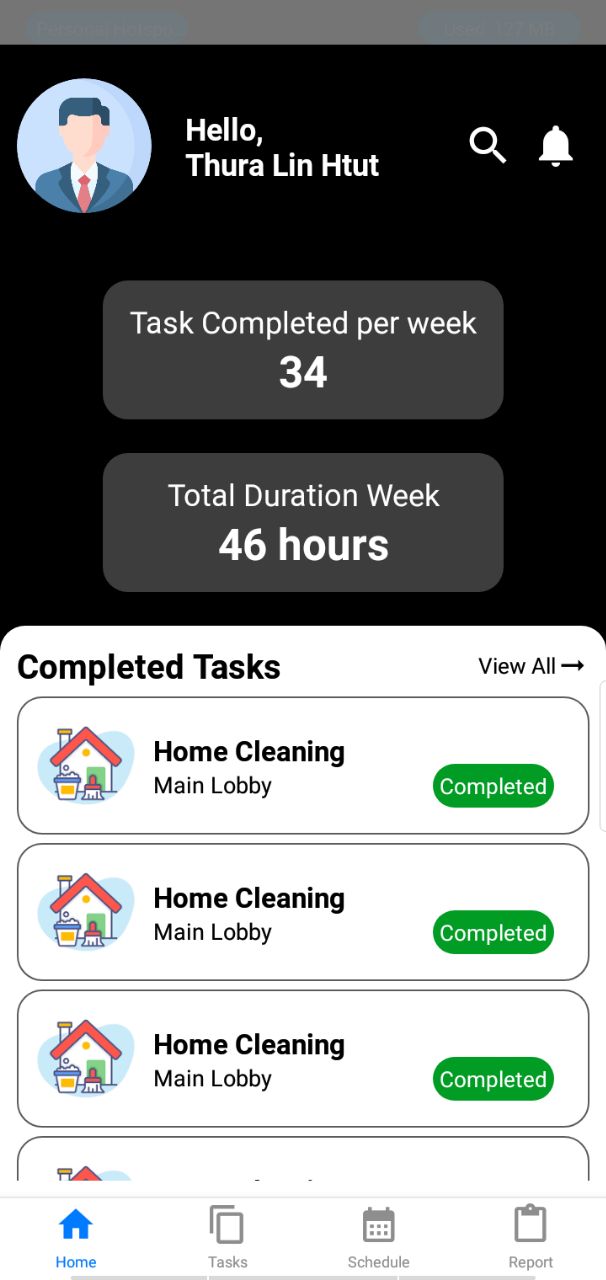 Personal Hotspo
Used: 177 MB
Hello,
Thura Lin Htut
Task Completed per week
34
Total Duration Week
46 hours
Completed Tasks
View All
Home Cleaning
Main Lobby
Completed
Home Cleaning
Main Lobby
Completed
Home Cleaning
Main Lobby
Completed
Home
Tasks
Schedule
Report